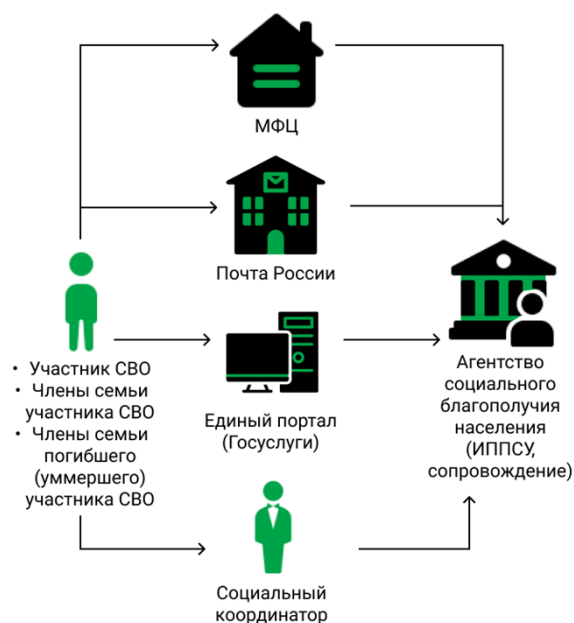 МФЦ
Почта России
• Участник СВО
• Члены семьи
участника СВО
• Члены семьи
погибшего
(уммершего)
участника СВО
Единый портал
(Госуслуги)
Социальный
координатор
Агентство
социального
благополучия
населения
(ИППСУ,
сопровождение)